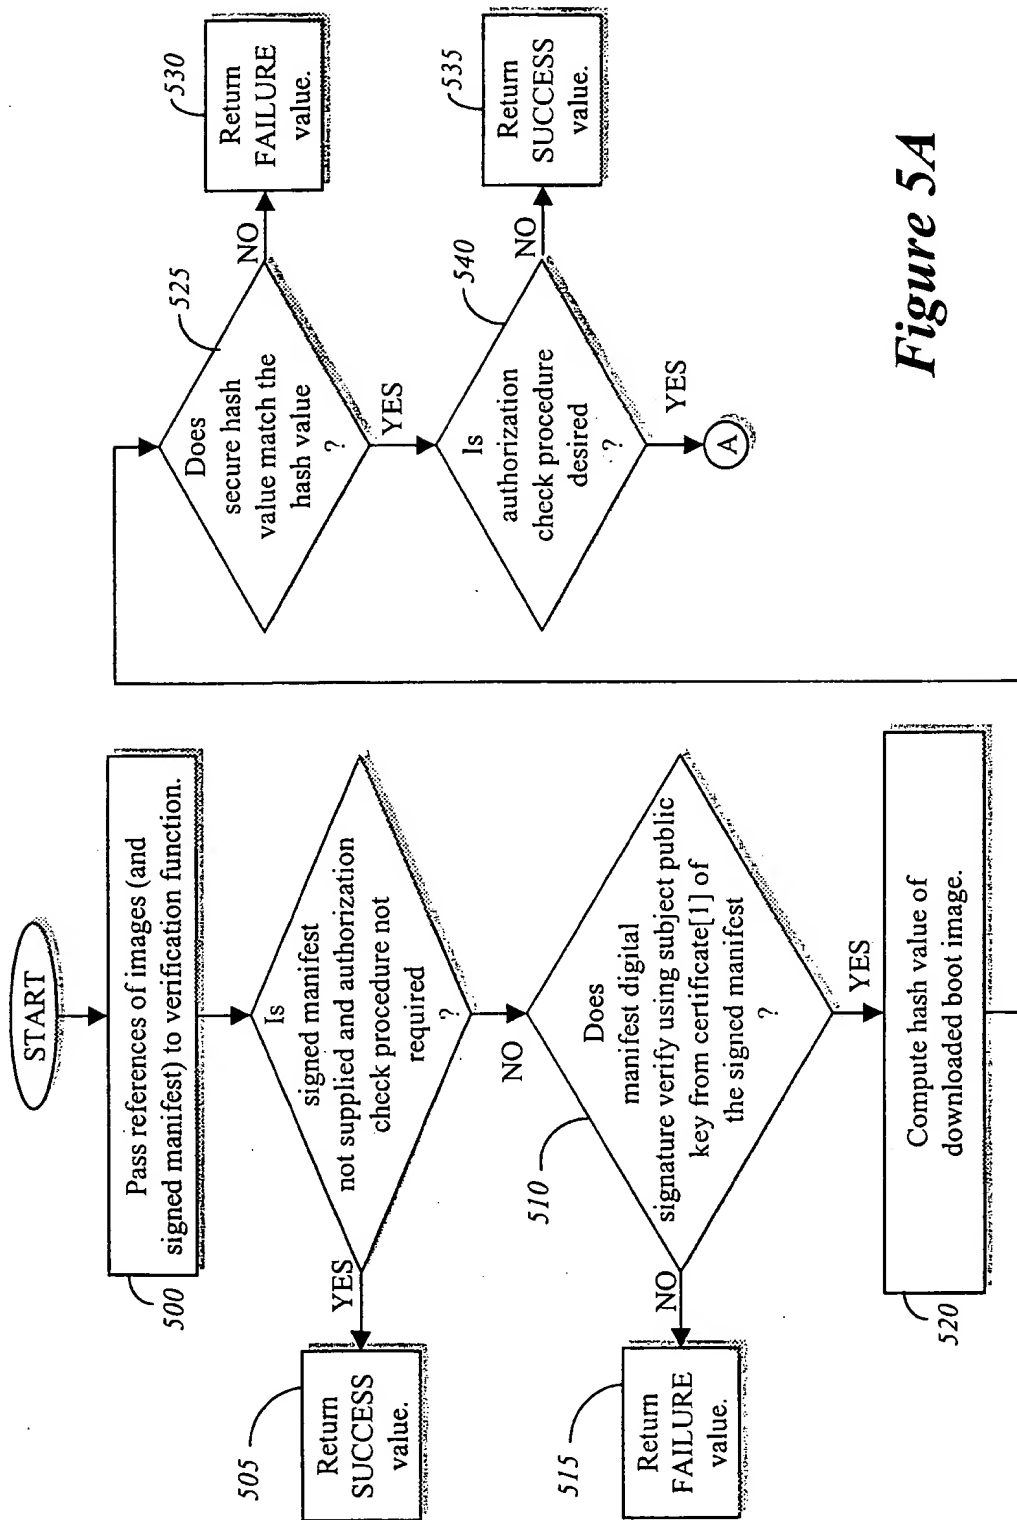 START
Pass references of images (and
signed manifest) to verification function.
500
Is
signed manifest
not supplied and authorization
check procedure not
required
?
YES
505
Return
SUCCESS
value.
NO
Does
manifest digital
signature verify using subject public
key from certificate[1] of
the signed manifest
?
510
NO
515
Return
FAILURE
value.
YES
Compute hash value of
downloaded boot image.
520
Does
secure hash
value match the
hash value
?
525
NO
530
Return
FAILURE
value.
YES
Is
authorization
check procedure
desired
?
540
NO
535
Return
SUCCESS
value.
YES
A
Figure 5A